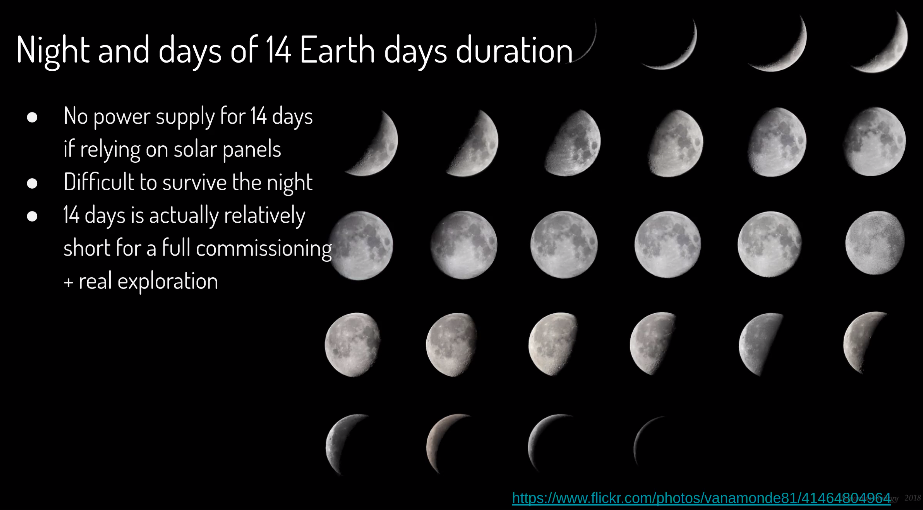 Night and days of 14 Earth days duration
● No power supply for 14 days
if relying on solar panels
● Difficult to survive the night
● 14 days is actually relatively
short for a full commissioning
+ real exploration
https://www.flickr.com/photos/vanamonde81/41464804964
2018